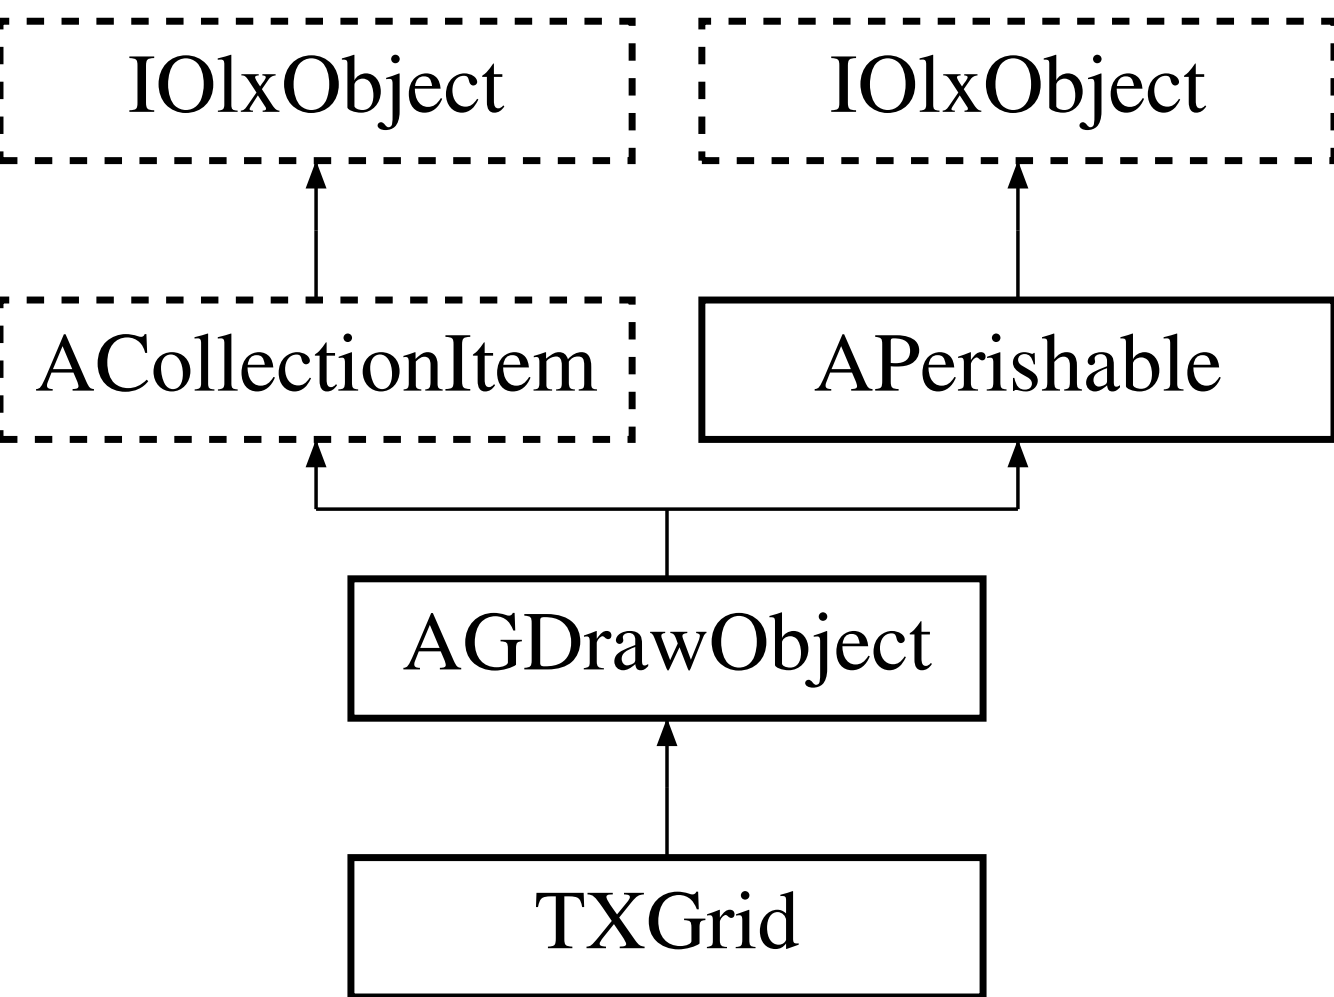 IOlxObject
IOlxObject
ACollectionItem
APerishable
AGDrawObject
TXGrid